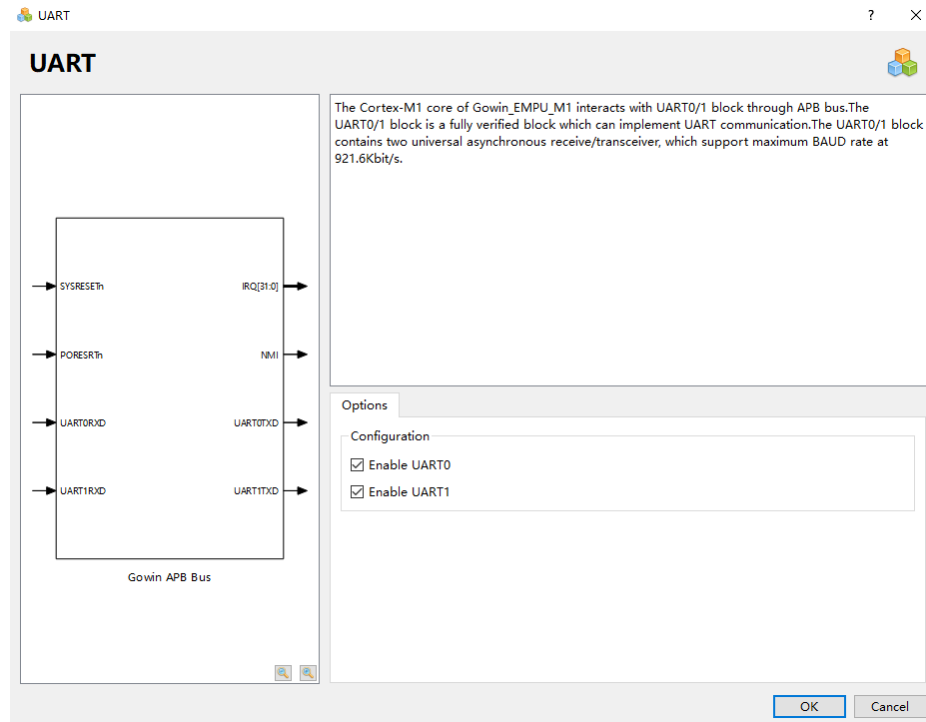 UART
?
UART
The Cortex-M1 core of Gowin_EMPU_M1 interacts with UART0/1 block through APB bus.The
UART0/1 block is a fully verified block which can implement UART communication.The UART0/1 block
contains two universal asynchronous receive/transceiver, which support maximum BAUD rate at
921.6Kbit/s.
SYSRESETn
IRQ[31:0]
PORESRTn
NMI
UART0RXD
UART0TXD
UART1RXD
UART1TXD
Gowin APB Bus
Options
Configuration
Enable UART0
Enable UART1
OK
Cancel